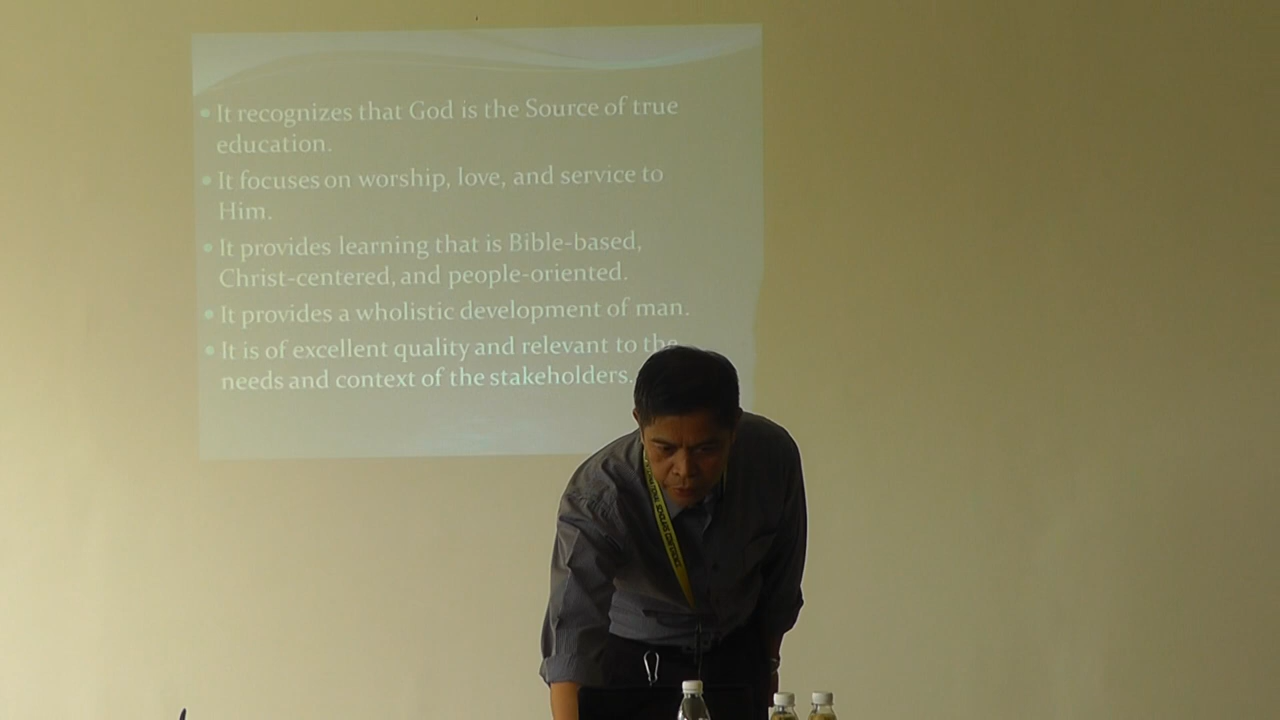 • It recognizes that God is the Source of true
education.
• It focuses on worship, love, and service to
Him.
• It provides learning that is Bible-based,
Christ-centered, and people-oriented.
• It provides a wholistic development of man.
• It is of excellent quality and relevant to the
needs and context of the stakeholders.
SCHOLARS CONFERENCE